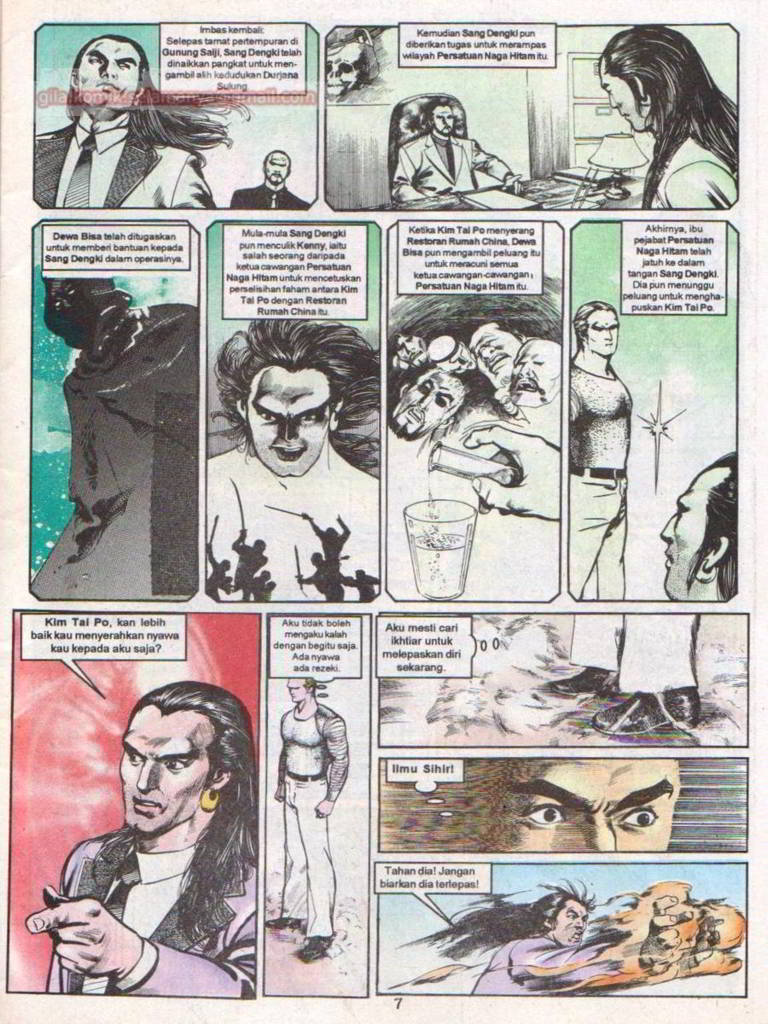 Imbas kembali:
Selepas tamat pertempuran di
Gunung Saiji, Sang Dengki telah
dinaikkan pangkat untuk men-
gambil alih kedudukan Durjana
Sulung.
Kemudian Sang Dengki pun
diberikan tugas untuk merampas
wilayah Persatuan Naga Hitam itu.
Dewa Bisa telah ditugaskan
untuk memberi bantuan kepada
Sang Dengki dalam operasinya.
Mula-mula Sang Dengki
pun menculik Kenny, iaitu
salah seorang daripada
ketua cawangan Persatuan
Naga Hitam untuk mencetuskan
perselisihan faham antara Kim
Tai Po dengan Restoran
Rumah China itu.
Ketika Kim Tai Po menyerang
Restoran Rumah China, Dewa
Bisa pun mengambil peluang itu
untuk meracuni semua
ketua cawangan-cawangan
Persatuan Naga Hitam itu.
Akhirnya, ibu
pejabat Persatuan
Naga Hitam telah
jatuh ke dalam
tangan Sang Dengki.
Dia pun menunggu
peluang untuk mengha-
puskan Kim Tai Po.
Kim Tai Po, kan lebih
baik kau menyerahkan nyawa
kau kepada aku saja?
Aku tidak boleh
mengaku kalah
dengan begitu saja.
Ada nyawa
ada rezeki.
Aku mesti cari
ikhtiar untuk
melepaskan diri
sekarang.
Ilmu Sihir!
Tahan dia! Jangan
biarkan dia terlepas!
7